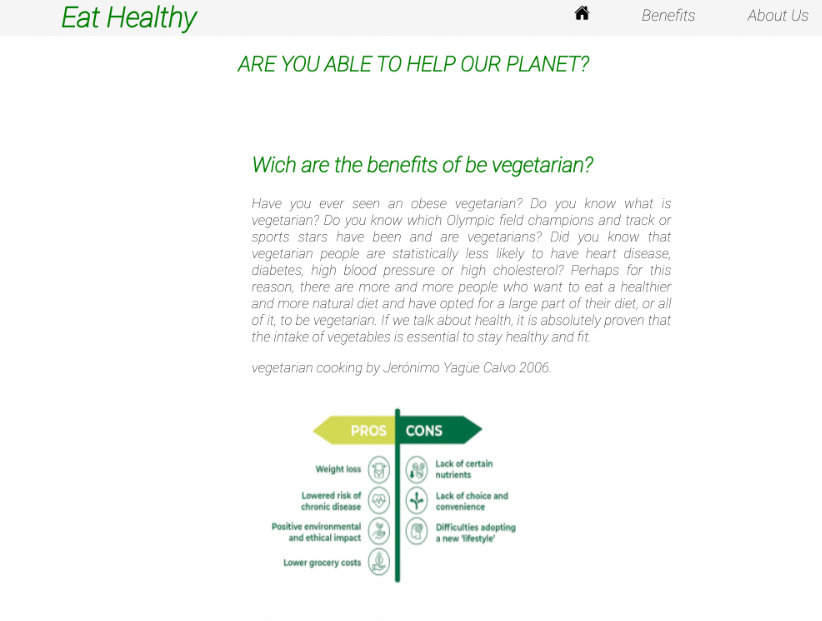 Eat Healthy
Benefits
About Us
ARE YOU ABLE TO HELP OUR PLANET?
Wich are the benefits of be vegetarian?
Have you ever seen an obese vegetarian? Do you know what is
vegetarian? Do you know which Olympic field champions and track or
sports stars have been and are vegetarians? Did you know that
vegetarian people are statistically less likely to have heart disease,
diabetes, high blood pressure or high cholesterol? Perhaps for this
reason, there are more and more people who want to eat a healthier
and more natural diet and have opted for a large part of their diet, or all
of it, to be vegetarian. If we talk about health, it is absolutely proven that
the intake of vegetables is essential to stay healthy and fit.
vegetarian cooking by Jerónimo Yagüe Calvo 2006.
PROS
CONS
Weight loss
Lowered risk of
chronic disease
Positive environmental
and ethical impact
Lower grocery costs
Lack of certain
nutrients
Lack of choice and
convenience
Difficulties adopting
a new 'lifestyle'